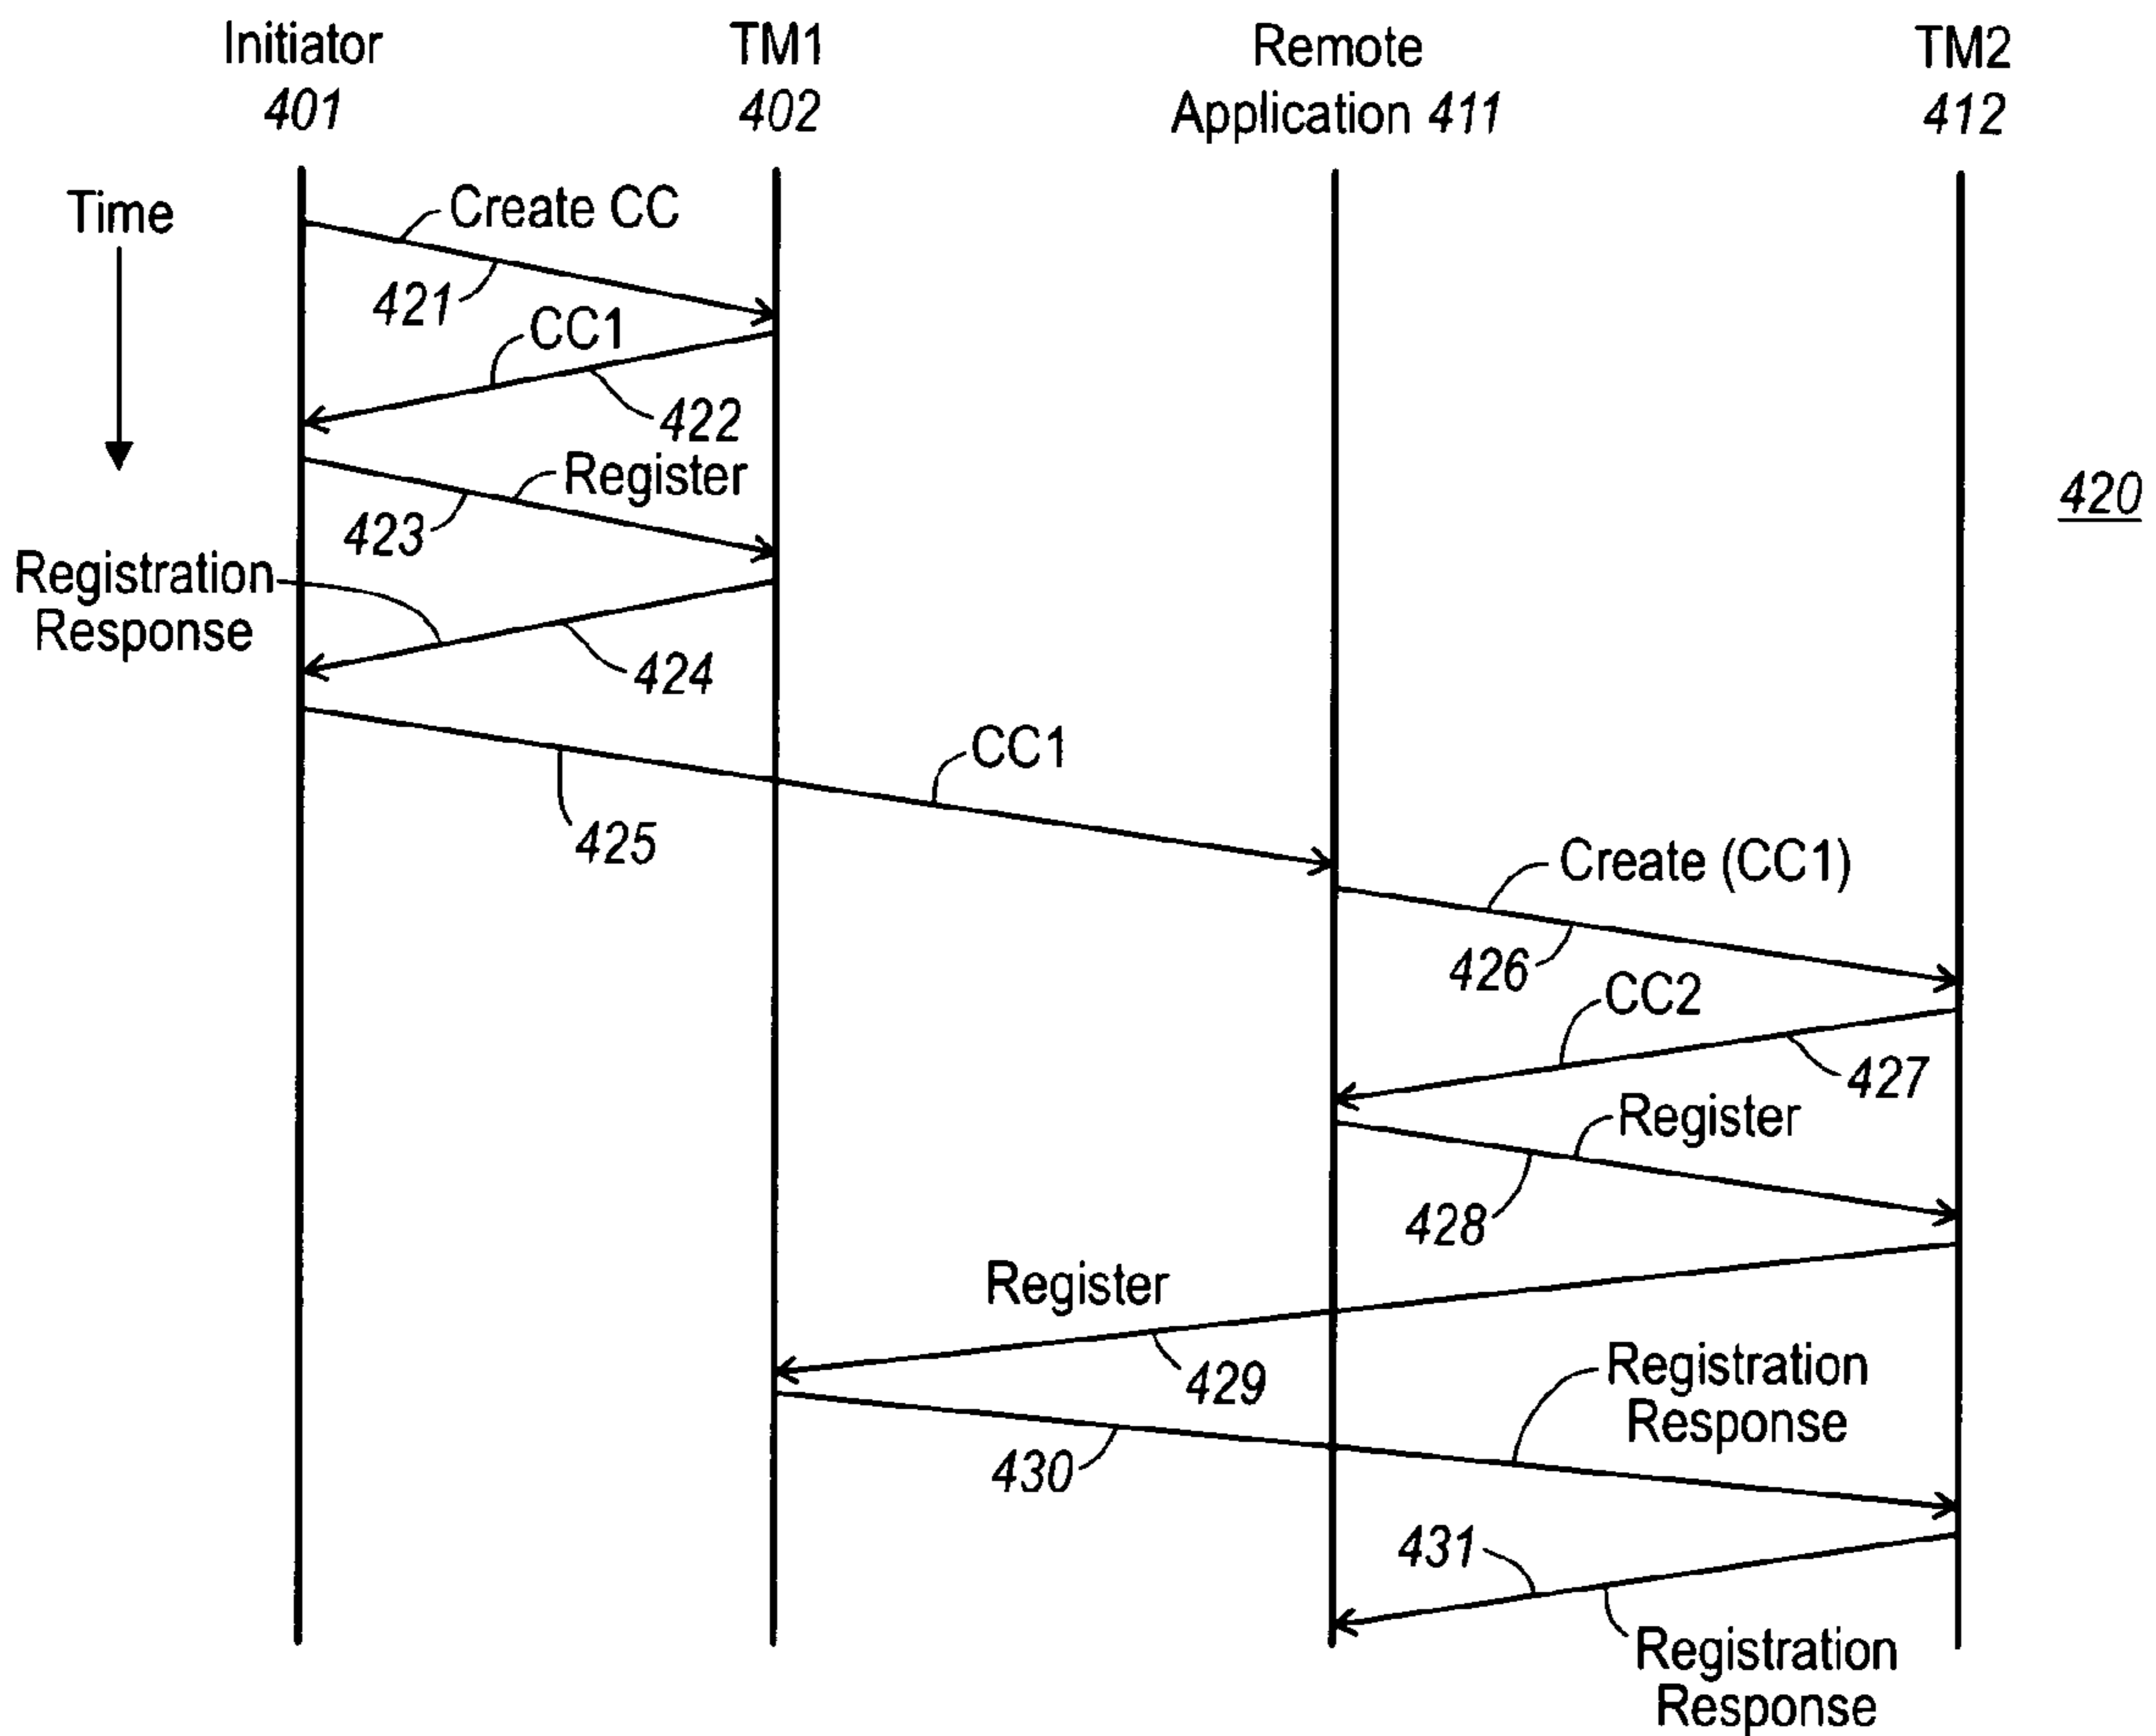 Initiator
401
TM1
402
Remote
Application 411
TM2
412
Time
Create CC
421
CC1
422
Register
423
420
Registration
Response
424
CC1
425
Create (CC1)
426
CC2
427
Register
428
Register
429
Registration
Response
430
431
Registration
Response